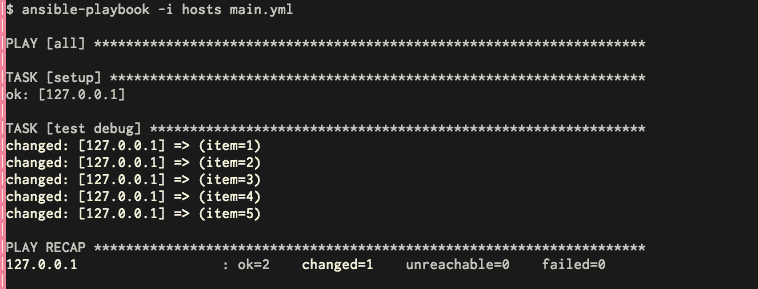 $ ansible-playbook -i hosts main.yml
PLAY [all] *********************************************************************
TASK [setup] *******************************************************************
ok: [127.0.0.1]
TASK [test debug] **************************************************************
changed: [127.0.0.1] => (item=1)
changed: [127.0.0.1] => (item=2)
changed: [127.0.0.1] => (item=3)
changed: [127.0.0.1] => (item=4)
changed: [127.0.0.1] => (item=5)
PLAY RECAP *********************************************************************
127.0.0.1                  : ok=2    changed=1    unreachable=0    failed=0